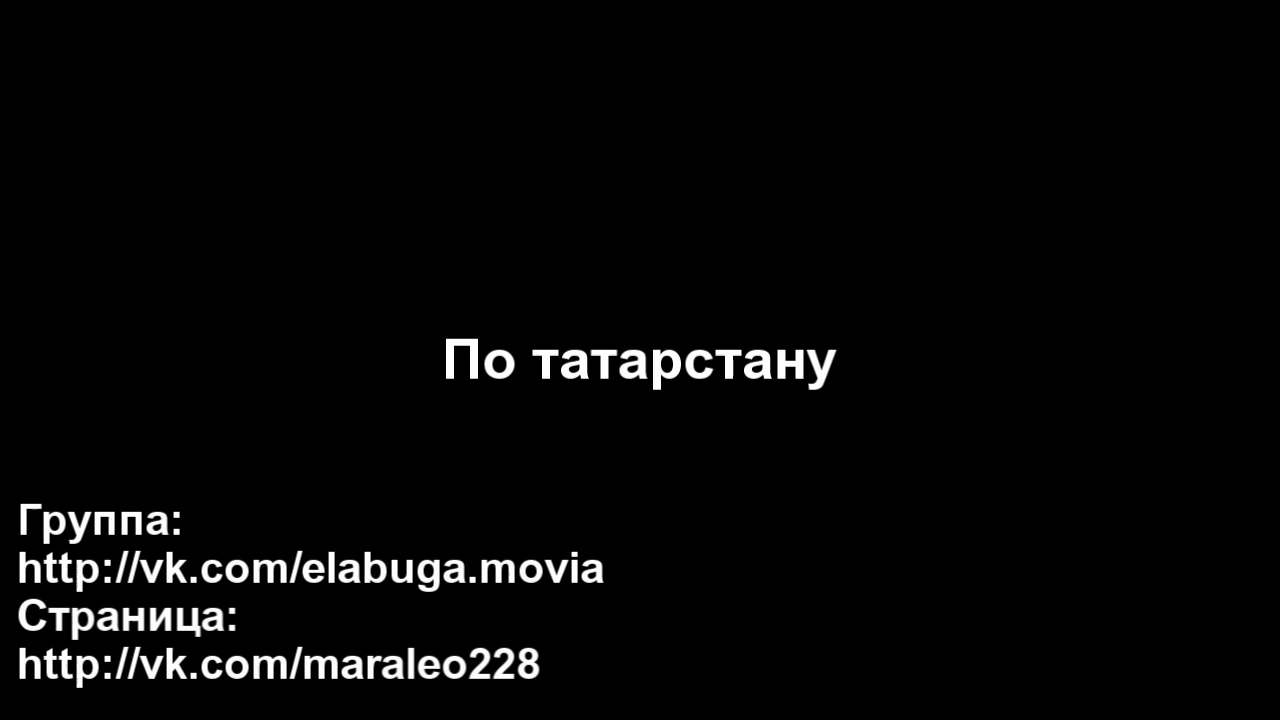 По татарстану
Группа:
http://vk.com/elabuga.movia
Страница:
http://vk.com/maraleo228